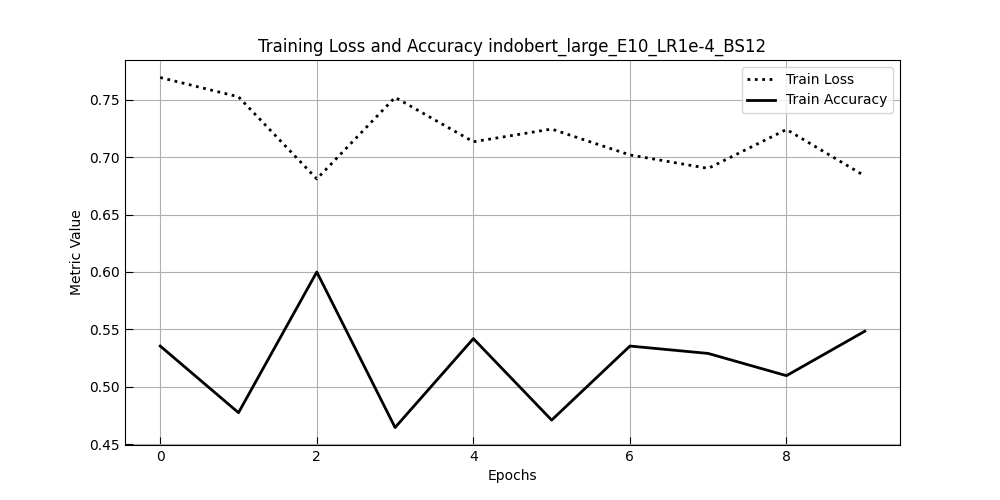 Training Loss and Accuracy indobert_large_E10_LR1e-4_BS12
Train Loss
Train Accuracy
0.75
0.70
0.65
0.60
0.55
0.50
0.45
Metric Value
0 2 4 6 8
Epochs